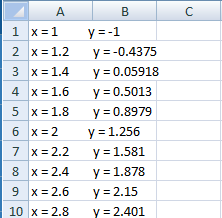 A B C
1 x = 1 y = -1
2 x = 1.2 y = -0.4375
3 x = 1.4 y = 0.05918
4 x = 1.6 y = 0.5013
5 x = 1.8 y = 0.8979
6 x = 2 y = 1.256
7 x = 2.2 y = 1.581
8 x = 2.4 y = 1.878
9 x = 2.6 y = 2.15
10 x = 2.8 y = 2.401